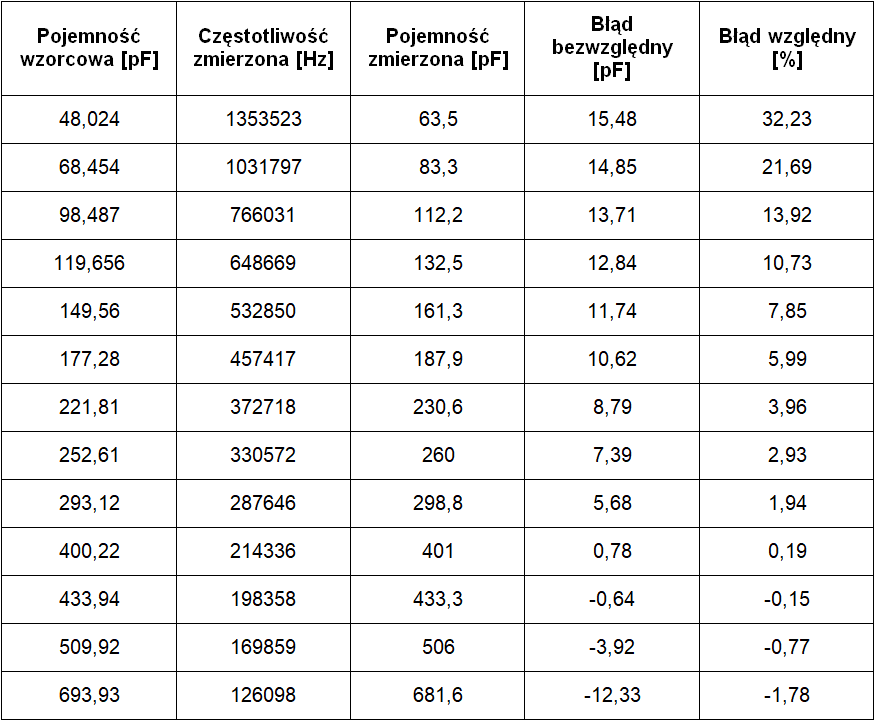 Pojemność wzorcowa [pF] Częstotliwość zmierzona [Hz] Pojemność zmierzona [pF] Błąd bezwzględny [pF] Błąd względny [%]
48,024 1353523 63,5 15,48 32,23
68,454 1031797 83,3 14,85 21,69
98,487 766031 112,2 13,71 13,92
119,656 648669 132,5 12,84 10,73
149,56 532850 161,3 11,74 7,85
177,28 457417 187,9 10,62 5,99
221,81 372718 230,6 8,79 3,96
252,61 330572 260 7,39 2,93
293,12 287646 298,8 5,68 1,94
400,22 214336 401 0,78 0,19
433,94 198358 433,3 -0,64 -0,15
509,92 169859 506 -3,92 -0,77
693,93 126098 681,6 -12,33 -1,78